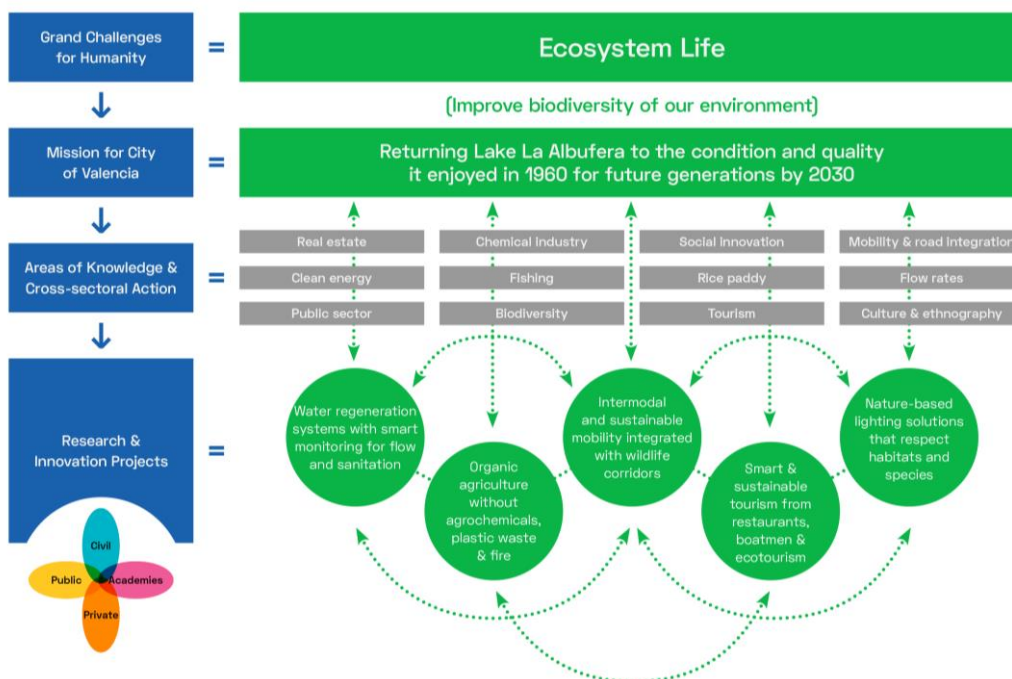 Grand Challenges
for Humanity
=
Ecosystem Life
(Improve biodiversity of our environment)
Mission for City
of Valencia
=
Returning Lake La Albufera to the condition and quality
it enjoyed in 1960 for future generations by 2030
Areas of Knowledge &
Cross-sectoral Action
=
Real estate
Chemical industry
Social innovation
Mobility & road integration
Clean energy
Fishing
Rice paddy
Flow rates
Public sector
Biodiversity
Tourism
Culture & ethnography
Research &
Innovation Projects
=
Water regeneration
systems with smart
monitoring for flow
and sanitation
Organic
agriculture
without
agrochemicals,
plastic waste
& fire
Intermodal
and sustainable
mobility integrated
with wildlife
corridors
Smart &
sustainable
tourism from
restaurants,
boatmen &
ecotourism
Nature-based
lighting solutions
that respect
habitats and
species
Civil
Public
Academies
Private